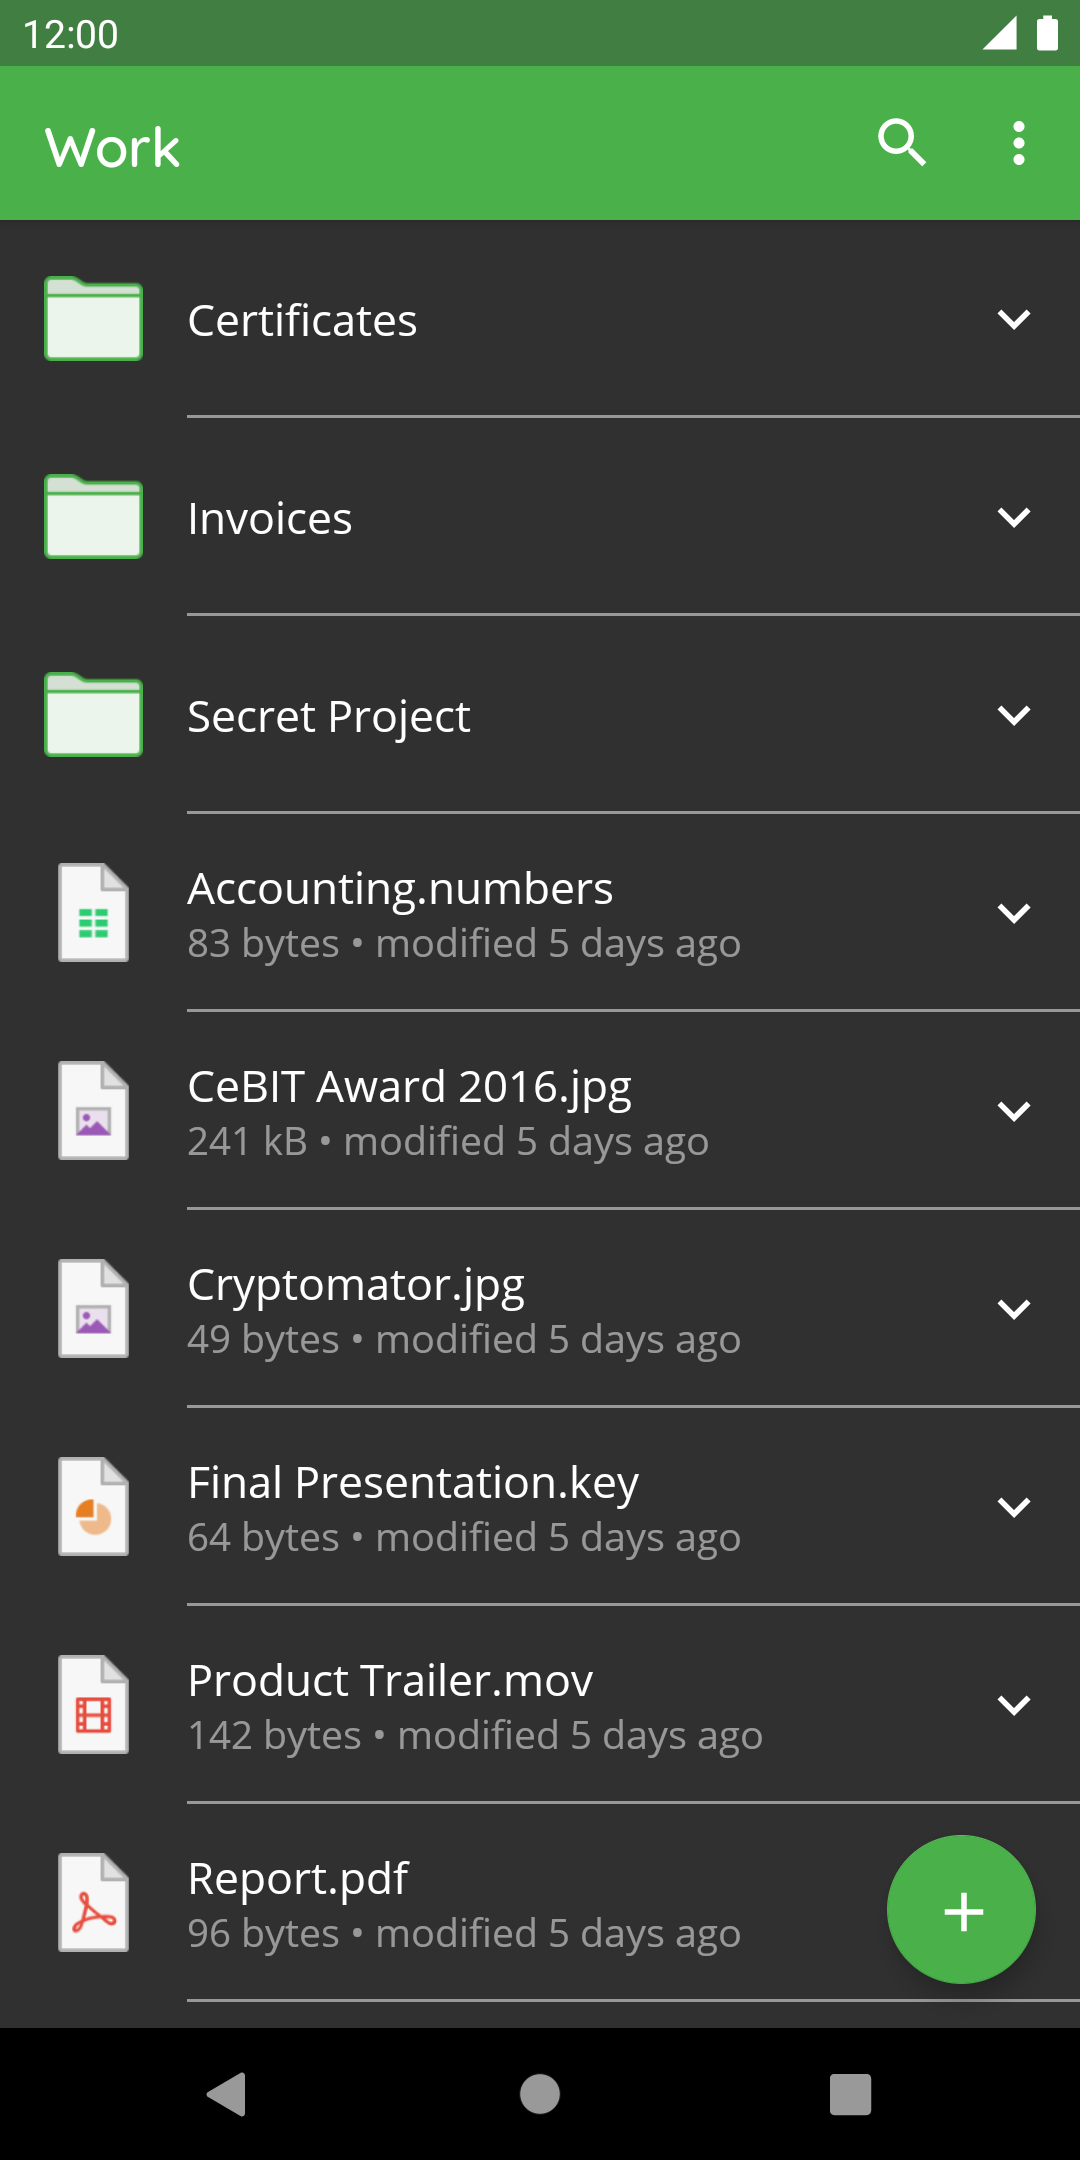 12:00
Work
Certificates
Invoices
Secret Project
Accounting.numbers
83 bytes • modified 5 days ago
CeBIT Award 2016.jpg
241 kB • modified 5 days ago
Cryptomator.jpg
49 bytes • modified 5 days ago
Final Presentation.key
64 bytes • modified 5 days ago
Product Trailer.mov
142 bytes • modified 5 days ago
Report.pdf
96 bytes • modified 5 days ago